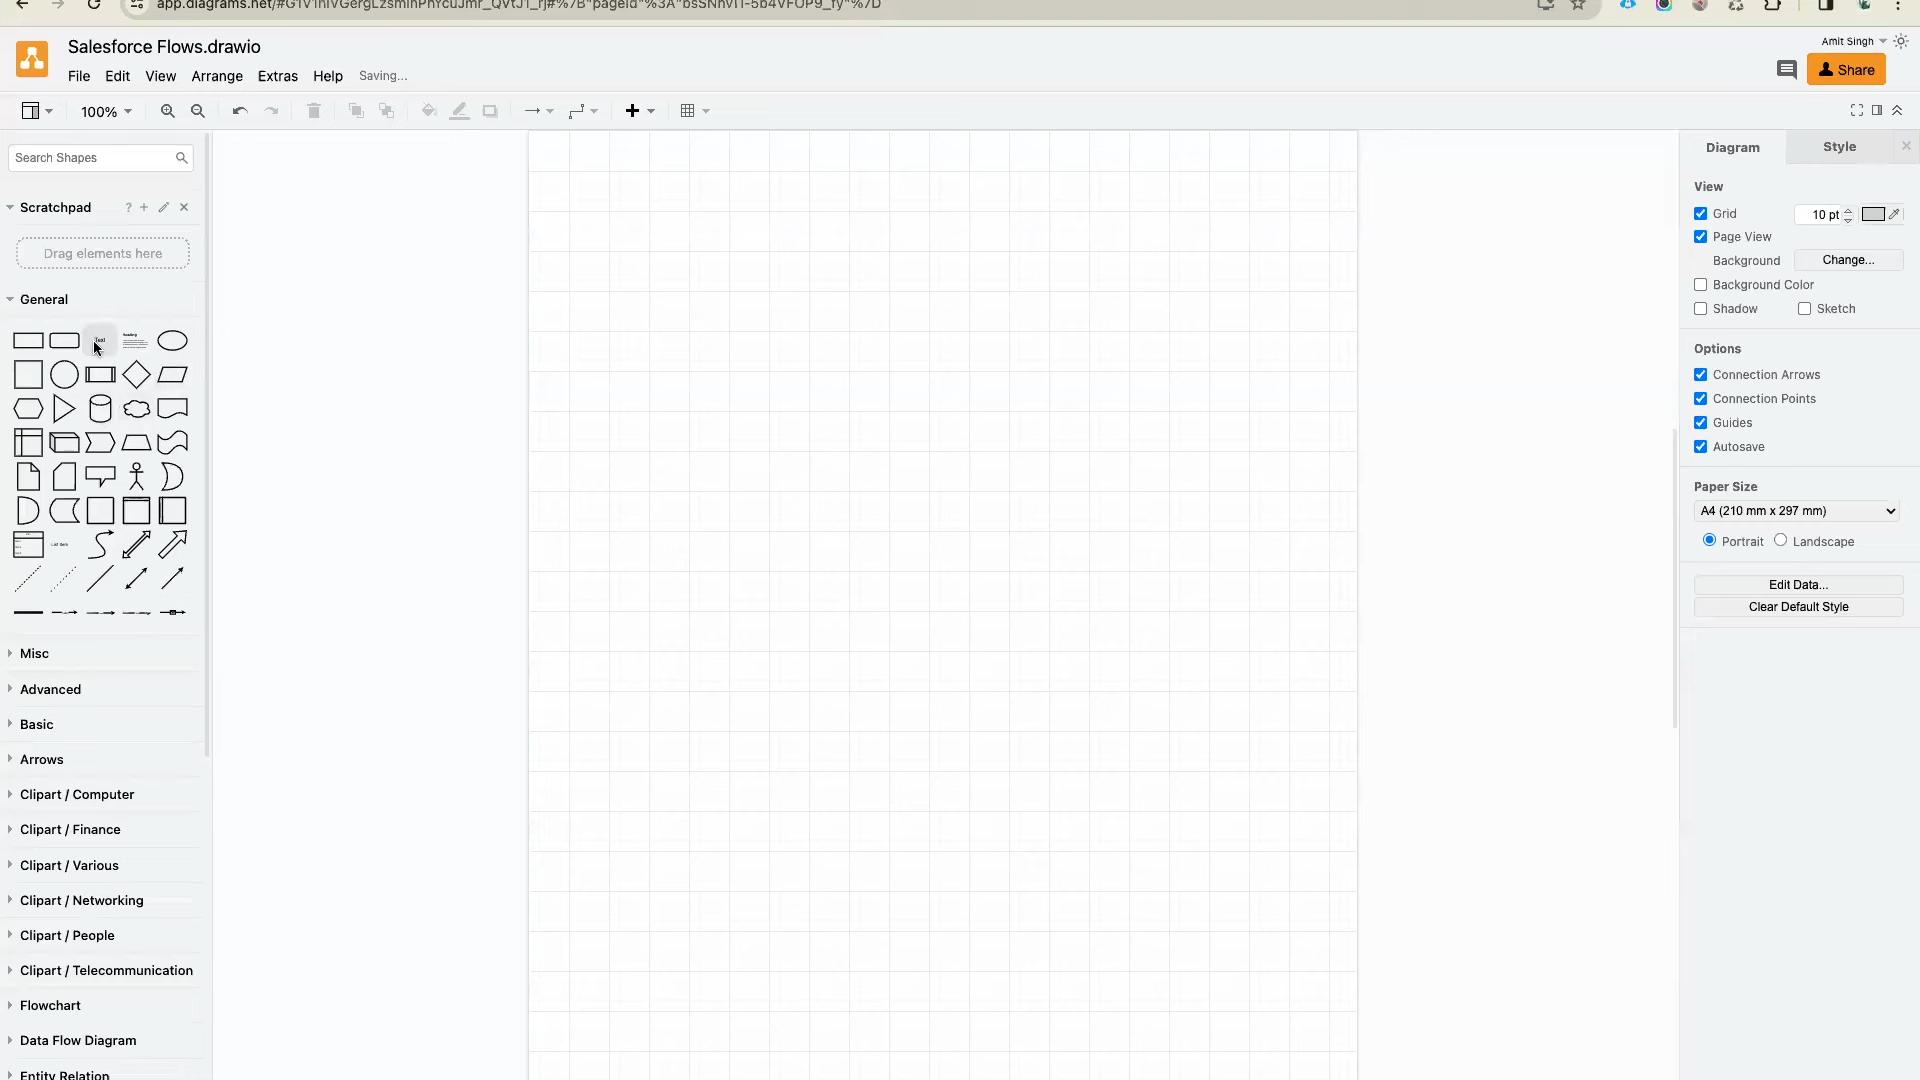 Salesforce Flows.drawio
Amit Singh
File Edit View Arrange Extras Help Saving...
Share
100%
Search Shapes
Diagram Style
View
Scratchpad ? + 
Grid 10 pt
Page View
Drag elements here
Background Change...
Background Color
General
Shadow Sketch
Text
Heading
Options
Connection Arrows
Connection Points
Guides
Autosave
Paper Size
A4 (210 mm x 297 mm)
Portrait Landscape
List Item
Edit Data...
Clear Default Style
Misc
Advanced
Basic
Arrows
Clipart / Computer
Clipart / Finance
Clipart / Various
Clipart / Networking
Clipart / People
Clipart / Telecommunication
Flowchart
Data Flow Diagram
Entity Relation